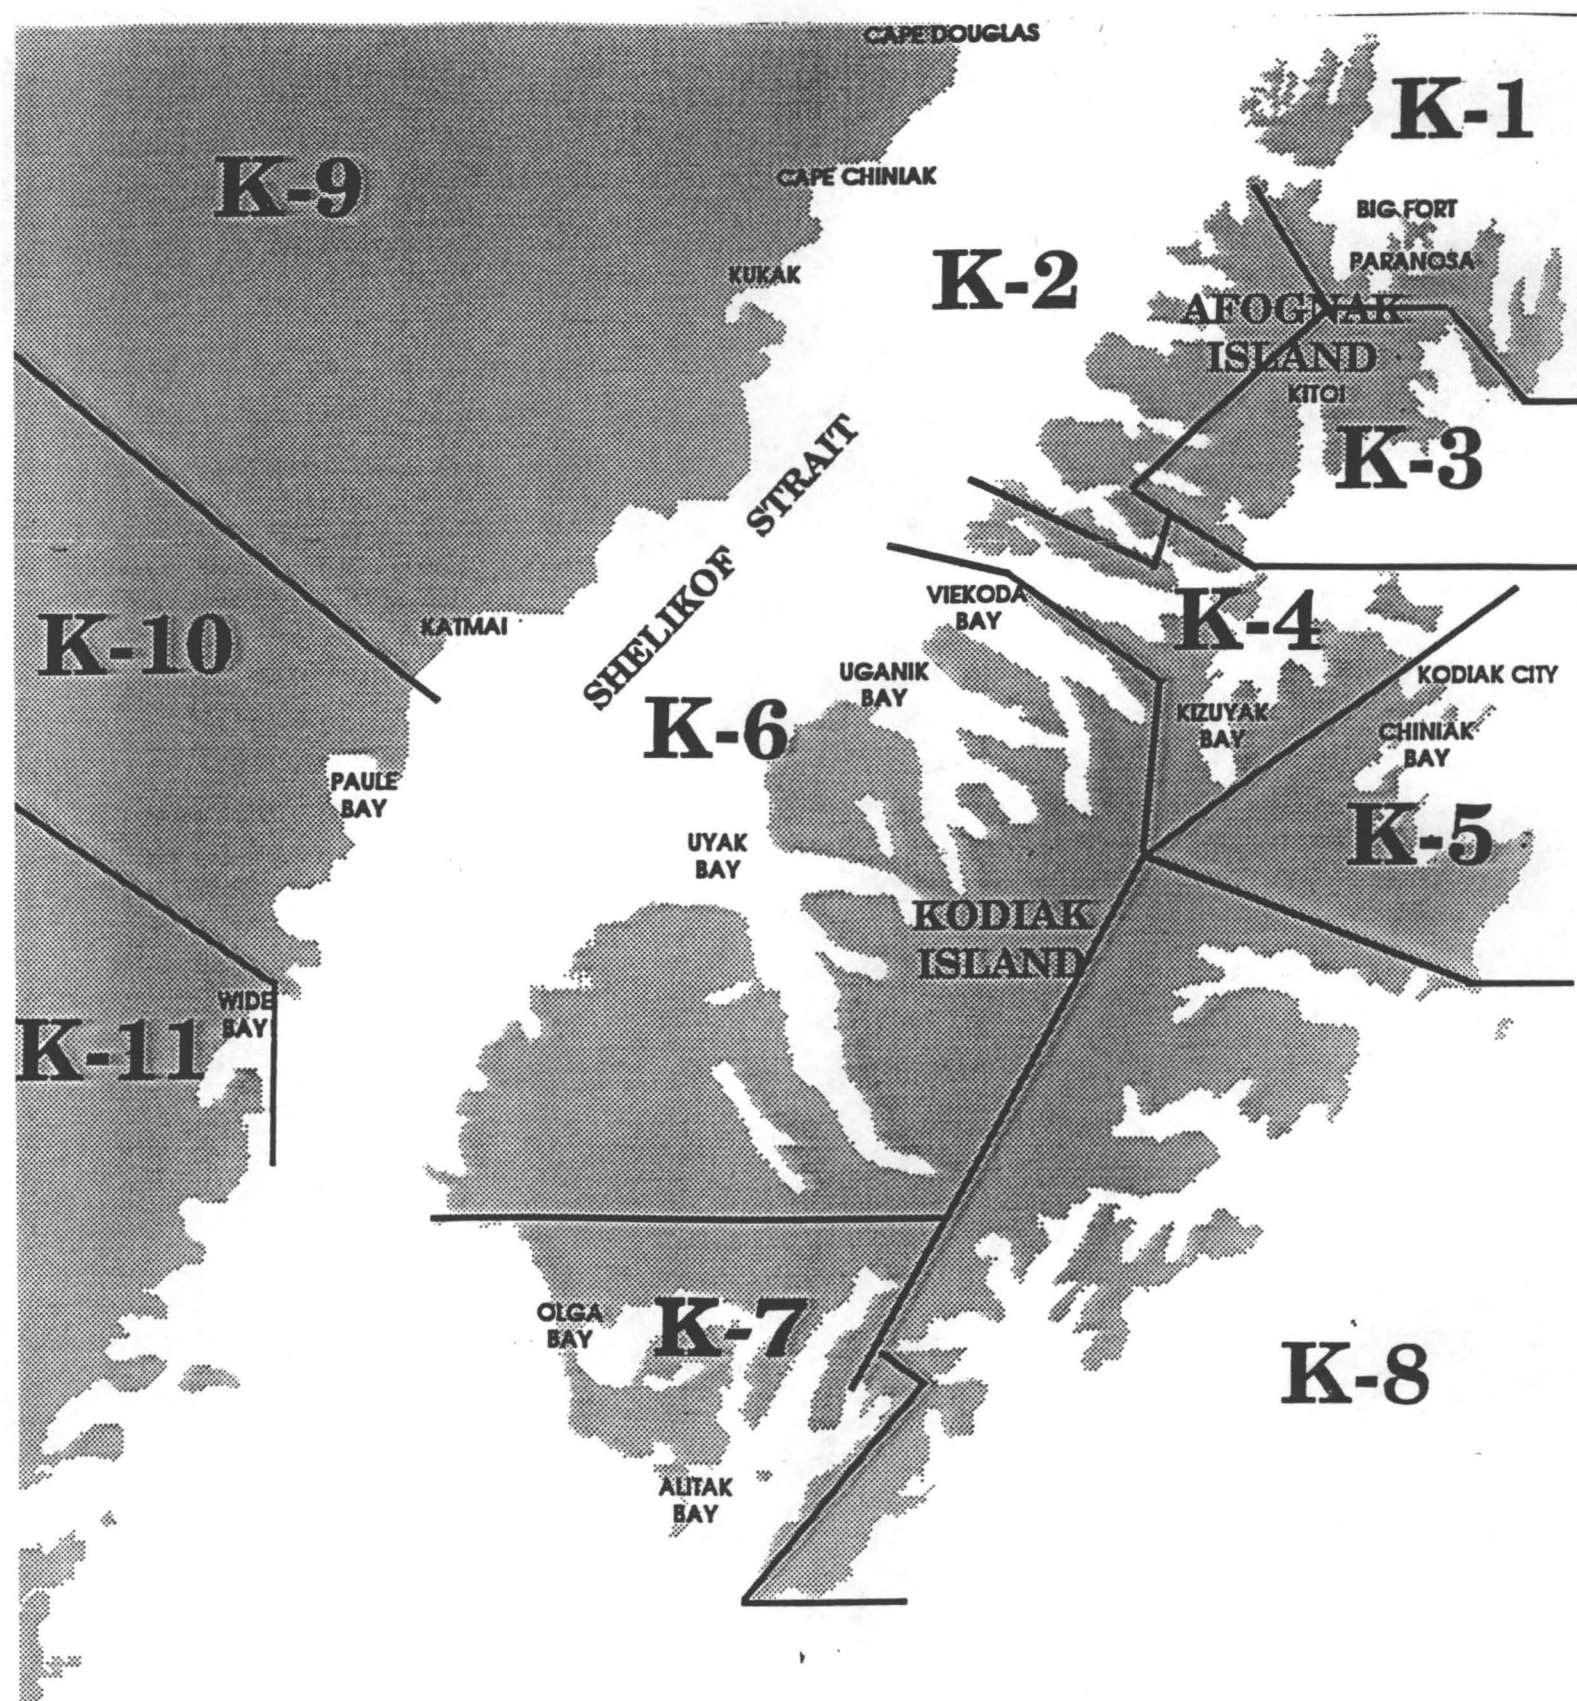 CAPE DOUGLAS
K-1
K-9
CAPE CHINIAK
BIG FORT
PARANOSA
KUKAK
K-2
AFOGNAK
ISLAND
KITOI
K-3
SHELIKOF STRAIT
VIEKODA
BAY
K-4
KATMAI
K-10
UGANIK
BAY
KODIAK CITY
K-6
KIZUYAK
BAY
CHINIAK
BAY
PAULE
BAY
K-5
UYAK
BAY
KODIAK
ISLAND
WIDE
BAY
K-11
OLGA
BAY
K-7
K-8
ALITAK
BAY